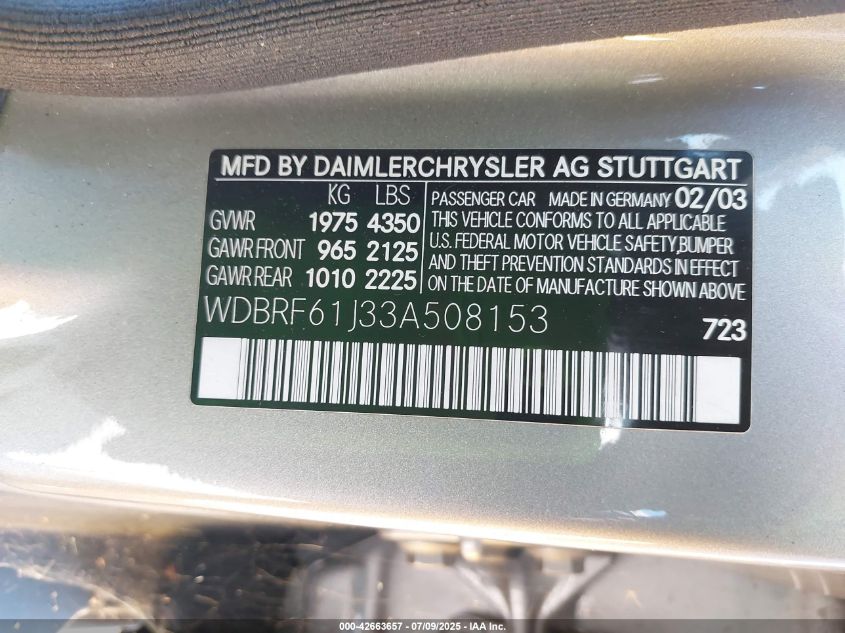 MFD BY DAIMLERCHRYSLER AG STUTTGART
KG LBS
GVWR 1975 4350
GAWR FRONT 965 2125
GAWR REAR 1010 2225
PASSENGER CAR MADE IN GERMANY 02/03
THIS VEHICLE CONFORMS TO ALL APPLICABLE
U.S. FEDERAL MOTOR VEHICLE SAFETY,BUMPER
AND THEFT PREVENTION STANDARDS IN EFFECT
ON THE DATE OF MANUFACTURE SHOWN ABOVE
WDBRF61J33A508153 723
000-42663657 - 07/09/2025 - IAA Inc.